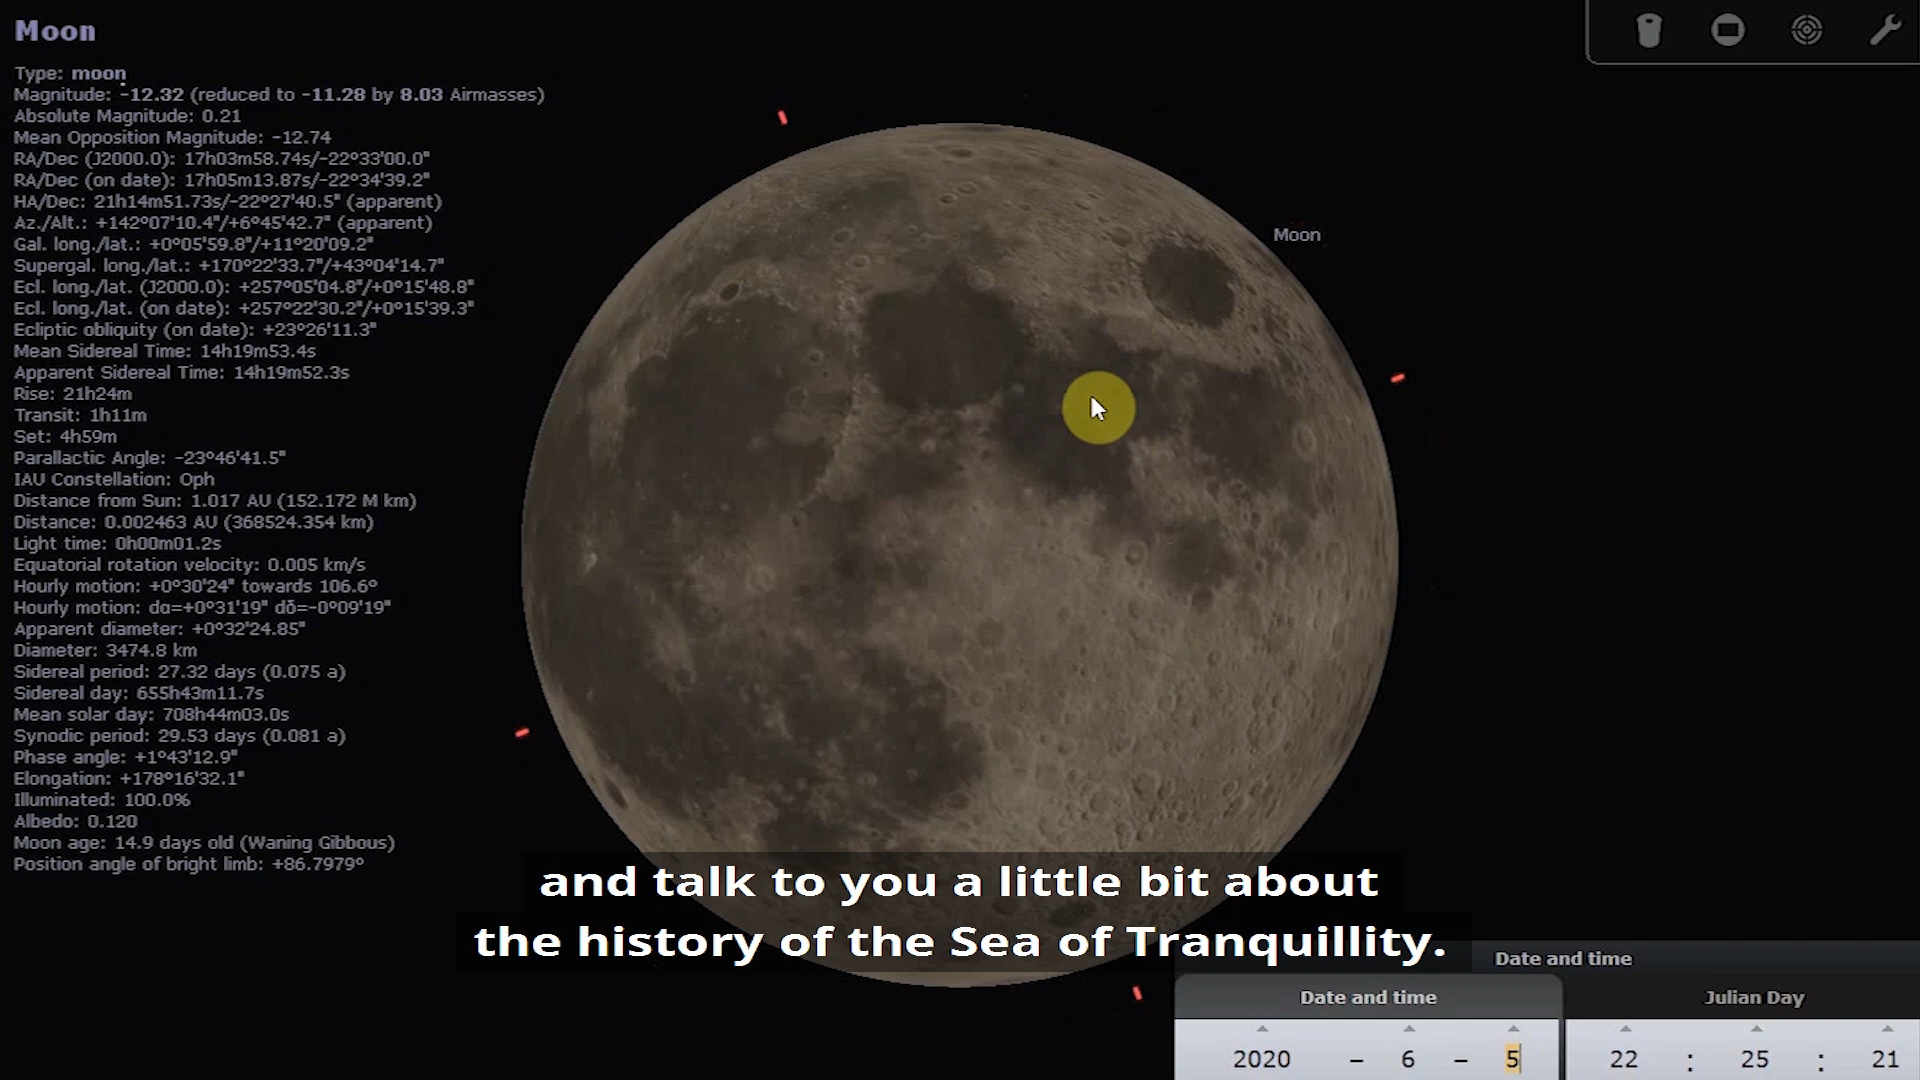 Moon
Type: moon
Magnitude: -12.32 (reduced to -11.28 by 8.03 Airmasses)
Absolute Magnitude: 0.21
Mean Opposition Magnitude: -12.74
RA/Dec (J2000.0): 17h03m58.74s/-22°33'00.0"
RA/Dec (on date): 17h05m13.87s/-22°34'39.2"
HA/Dec: 21h14m51.73s/-22°27'40.5" (apparent)
Az./Alt.: +142°07'10.4"/+6°45'42.7" (apparent)
Gal. long./lat.: +0°05'59.8"/+11°20'09.2"
Supergal. long./lat.: +170°22'33.7"/+43°04'14.7"
Ecl. long./lat. (J2000.0): +257°05'04.8"/+0°15'48.8"
Ecl. long./lat. (on date): +257°22'30.2"/+0°15'39.3"
Ecliptic obliquity (on date): +23°26'11.3"
Mean Sidereal Time: 14h19m53.4s
Apparent Sidereal Time: 14h19m52.3s
Rise: 21h24m
Transit: 1h11m
Set: 4h59m
Parallactic Angle: -23°46'41.5"
IAU Constellation: Oph
Distance from Sun: 1.017 AU (152.172 M km)
Distance: 0.002463 AU (368524.354 km)
Light time: 0h00m01.2s
Equatorial rotation velocity: 0.005 km/s
Hourly motion: +0°30'24" towards 106.6°
Hourly motion: dα=+0°31'19" dδ=-0°09'19"
Apparent diameter: +0°32'24.85"
Diameter: 3474.8 km
Sidereal period: 27.32 days (0.075 a)
Sidereal day: 655h43m11.7s
Mean solar day: 708h44m03.0s
Synodic period: 29.53 days (0.081 a)
Phase angle: +1°43'12.9"
Elongation: +178°16'32.1"
Illuminated: 100.0%
Albedo: 0.120
Moon age: 14.9 days old (Waning Gibbous)
Position angle of bright limb: +86.7979°
Moon
and talk to you a little bit about
the history of the Sea of Tranquillity.
Date and time
Date and time
Julian Day
2020 - 6 - 5
22 : 25 : 21